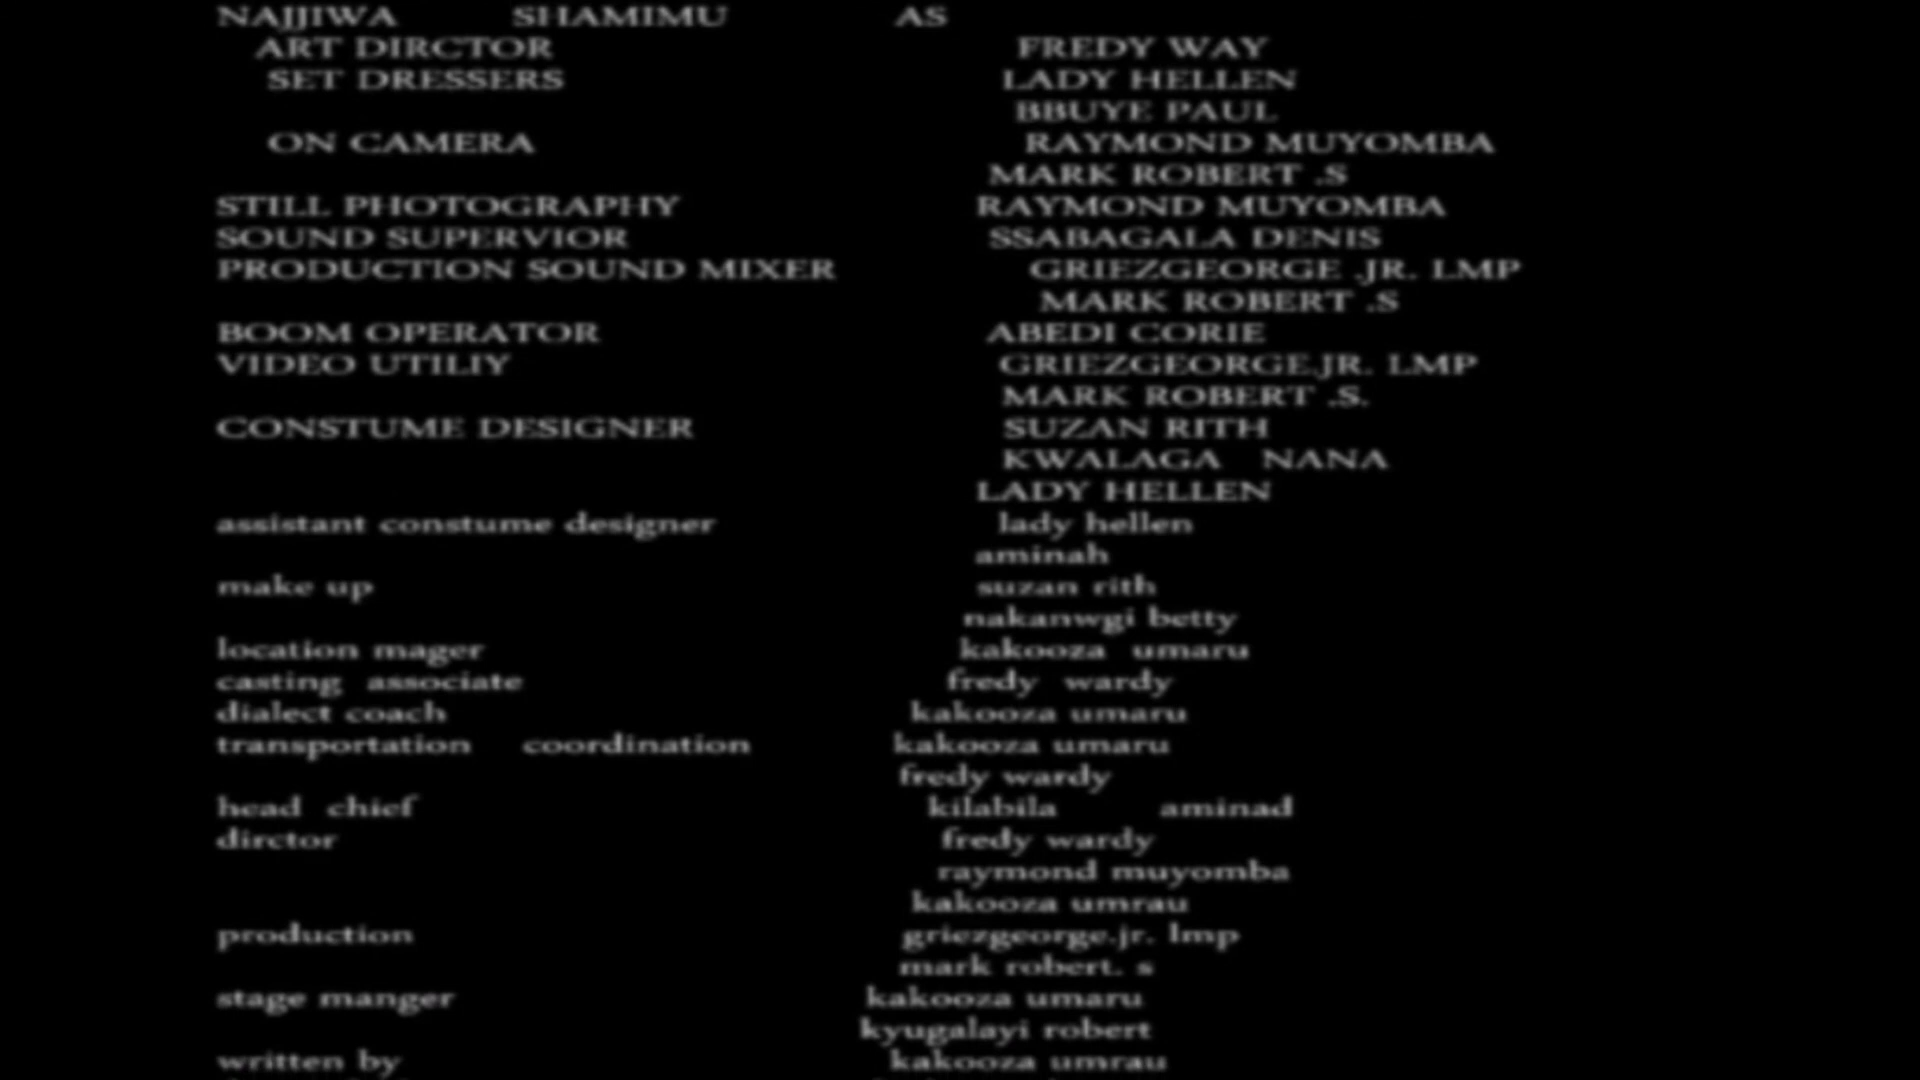 NAJJIWA SHAMIMU AS
ART DIRCTOR FREDY WAY
SET DRESSERS LADY HELLEN
BBUYE PAUL
ON CAMERA RAYMOND MUYOMBA
MARK ROBERT .S
STILL PHOTOGRAPHY RAYMOND MUYOMBA
SOUND SUPERVIOR SSABAGALA DENIS
PRODUCTION SOUND MIXER GRIEZGEORGE .JR. LMP
MARK ROBERT .S
BOOM OPERATOR ABEDI CORIE
VIDEO UTILIY GRIEZGEORGE.JR. LMP
MARK ROBERT .S.
CONSTUME DESIGNER SUZAN RITH
KWALAGA NANA
LADY HELLEN
assistant constume designer lady hellen
aminah
make up suzan rith
nakanwgi betty
location mager kakooza umaru
casting associate fredy wardy
dialect coach kakooza umaru
transportation coordination kakooza umaru
fredy wardy
head chief kilabila aminad
dirctor fredy wardy
raymond muyomba
kakooza umrau
production griezgeorge.jr. lmp
mark robert. s
stage manger kakooza umaru
kyugalayi robert
written by kakooza umrau